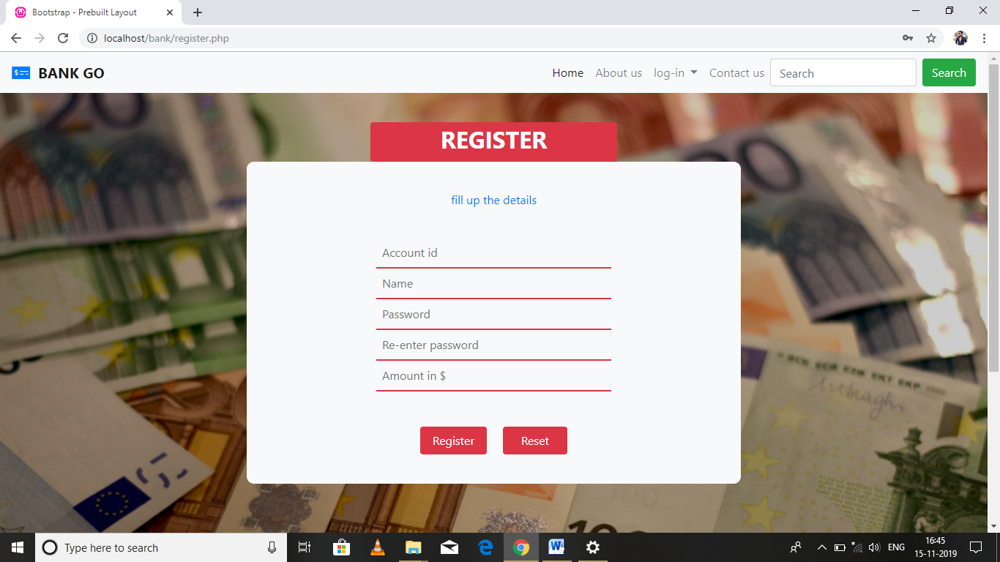 Bootstrap - Prebuilt Layout
localhost/bank/register.php
BANK GO
Home About us log-in Contact us Search Search
20
REGISTER
fill up the details
Account id
Name
Password
Re-enter password
Amount in $
Register Reset
Type here to search
ENG
16:45
15-11-2019